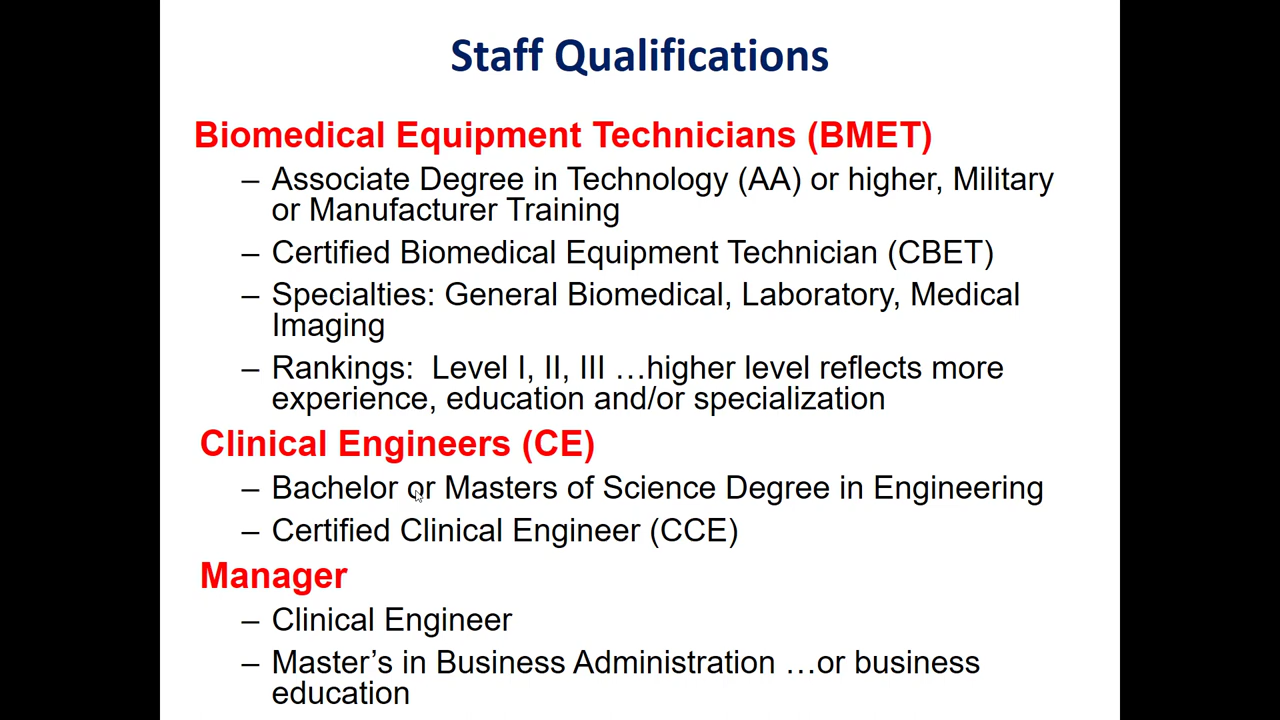 Staff Qualifications
Biomedical Equipment Technicians (BMET)
– Associate Degree in Technology (AA) or higher, Military
or Manufacturer Training
– Certified Biomedical Equipment Technician (CBET)
– Specialties: General Biomedical, Laboratory, Medical
Imaging
– Rankings:  Level I, II, III …higher level reflects more
experience, education and/or specialization
Clinical Engineers (CE)
– Bachelor or Masters of Science Degree in Engineering
– Certified Clinical Engineer (CCE)
Manager
– Clinical Engineer
– Master’s in Business Administration …or business
education